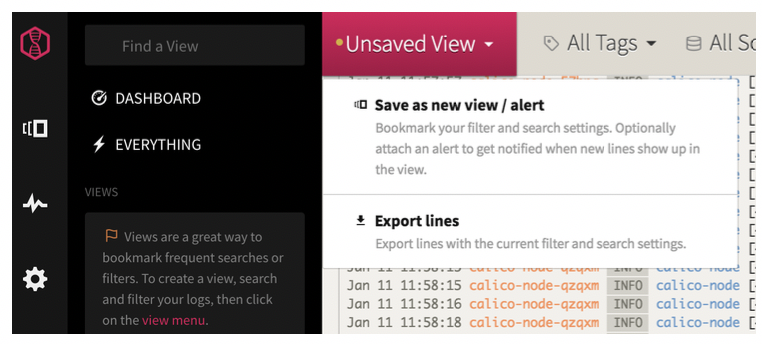 Find a View
Unsaved View
All Tags
All Sc
DASHBOARD
EVERYTHING
VIEWS
Views are a great way to
bookmark frequent searches or
filters. To create a view, search
and filter your logs, then click
on the view menu.
Save as new view / alert
Bookmark your filter and search settings. Optionally
attach an alert to get notified when new lines show up in
the view.
Export lines
Export lines with the current filter and search settings.
Jan 11 11:58:15 calico-node-qzqxm INFO calico-node [
Jan 11 11:58:15 calico-node-qzqxm INFO calico-node [
Jan 11 11:58:16 calico-node-qzqxm INFO calico-node [
Jan 11 11:58:18 calico-node-qzqxm INFO calico-node [